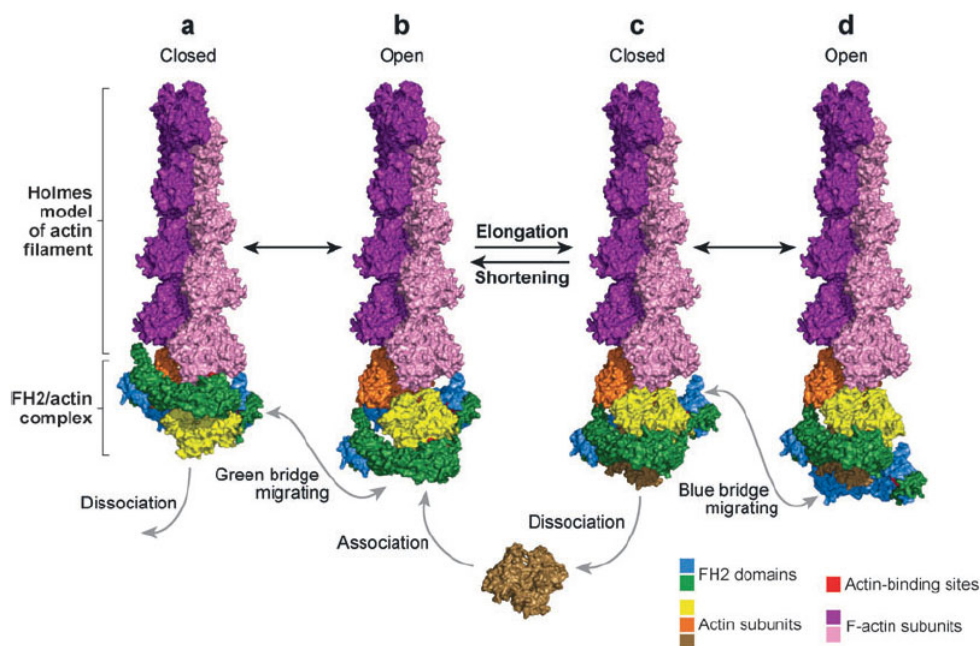 a
b
c
d
Closed
Open
Closed
Open
Holmes
model
of actin
filament
Elongation
Shortening
FH2/actin
complex
Dissociation
Green bridge
migrating
Association
Dissociation
Blue bridge
migrating
FH2 domains
Actin-binding sites
Actin subunits
F-actin subunits